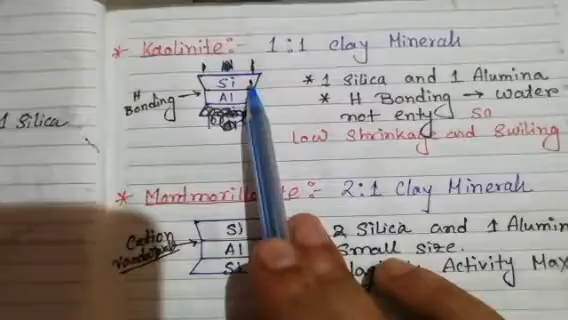 * Kaolinite:- 1:1 clay Minerals
Si
Al
H Bonding →
* 1 Silica and 1 Alumina
* H Bonding → water
not enty so
Low Shrinkage and Swiling
1 Silica
2:1 Clay Minerals
Cation
Si
Al
2 Silica and 1 Alumin
Small size.
Activity Max